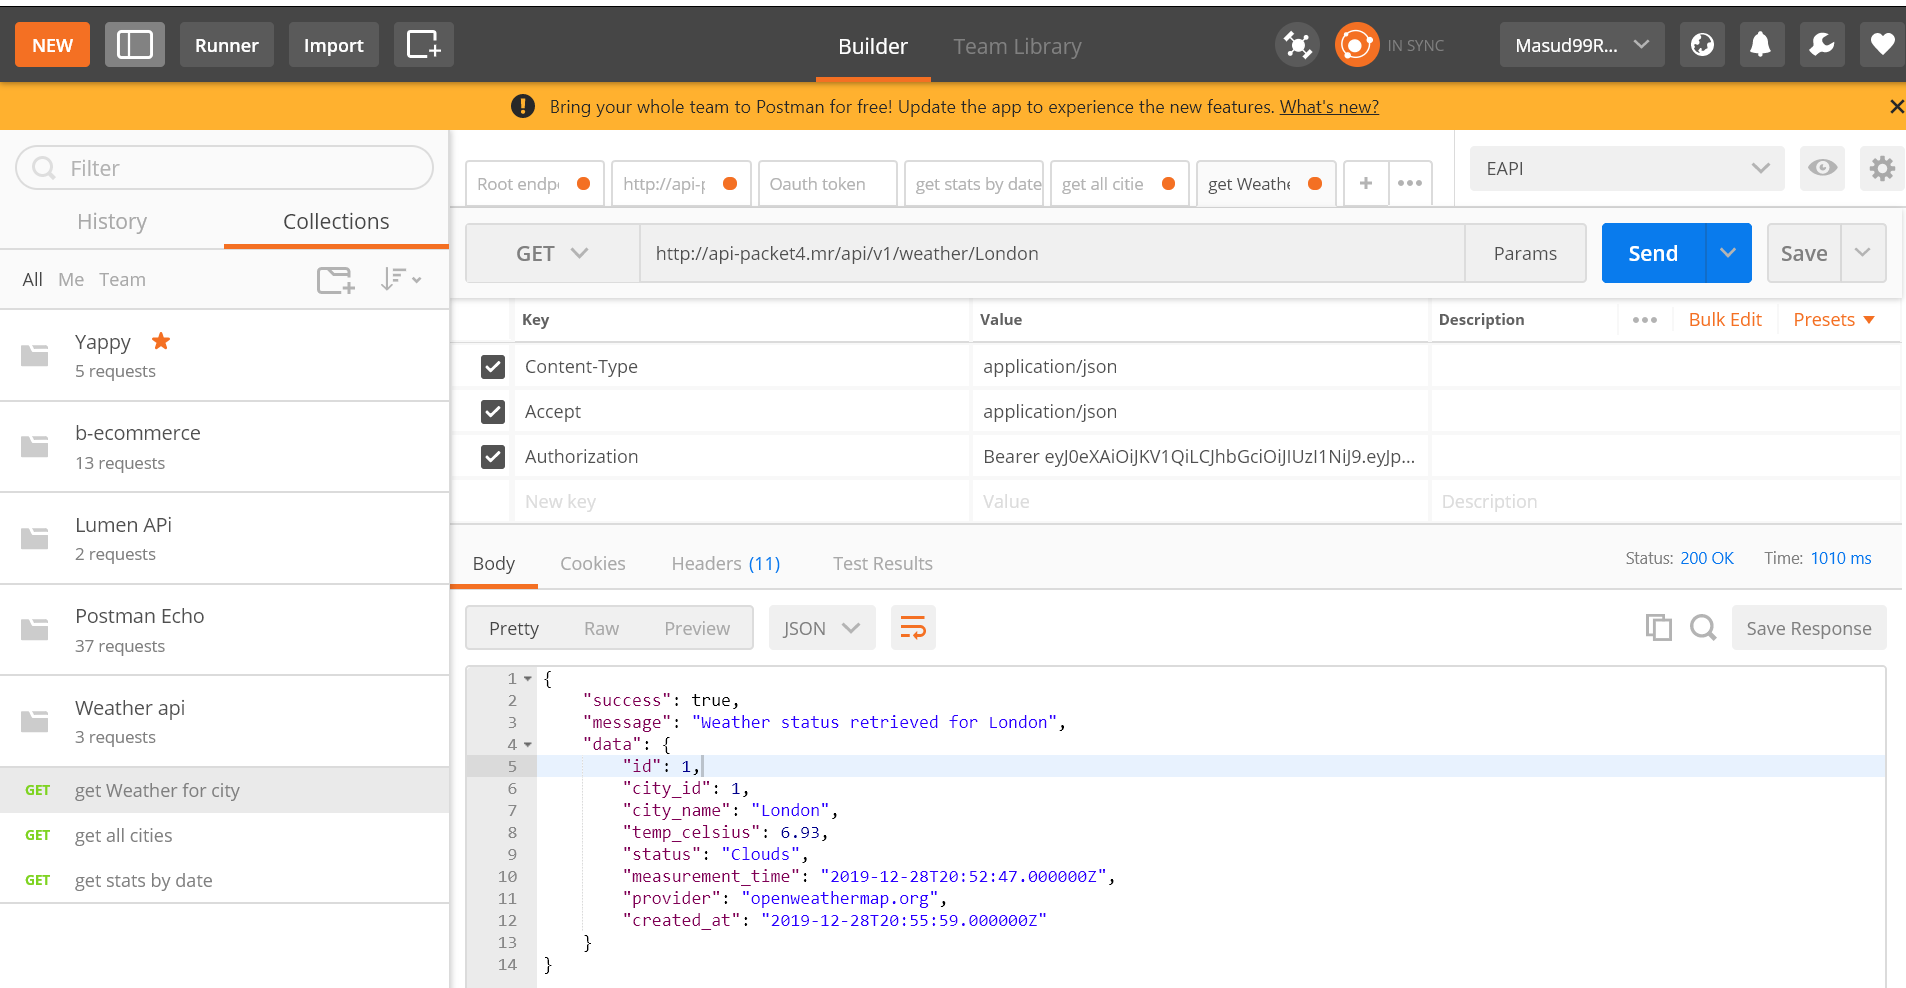 NEW Runner Import Builder Team Library IN SYNC Masud99R...
Bring your whole team to Postman for free! Update the app to experience the new features. What's new?
Filter
History Collections
All Me Team
Yappy
5 requests
b-ecommerce
13 requests
Lumen APi
2 requests
Postman Echo
37 requests
Weather api
3 requests
GET get Weather for city
GET get all cities
GET get stats by date
Root endp http://api-p Oauth token get stats by date get all citie get Weathe + •••
EAPI
GET http://api-packet4.mr/api/v1/weather/London Params Send Save
Key Value Description ••• Bulk Edit Presets
Content-Type application/json
Accept application/json
Authorization Bearer eyJ0eXAiOiJKV1QiLCJhbGciOiJIUzI1NiJ9.eyJp...
New key Value Description
Body Cookies Headers (11) Test Results Status: 200 OK Time: 1010 ms
Pretty Raw Preview JSON Save Response
1 {
2 "success": true,
3 "message": "Weather status retrieved for London",
4 "data": {
5 "id": 1,
6 "city_id": 1,
7 "city_name": "London",
8 "temp_celsius": 6.93,
9 "status": "Clouds",
10 "measurement_time": "2019-12-28T20:52:47.000000Z",
11 "provider": "openweathermap.org",
12 "created_at": "2019-12-28T20:55:59.000000Z"
13 }
14 }